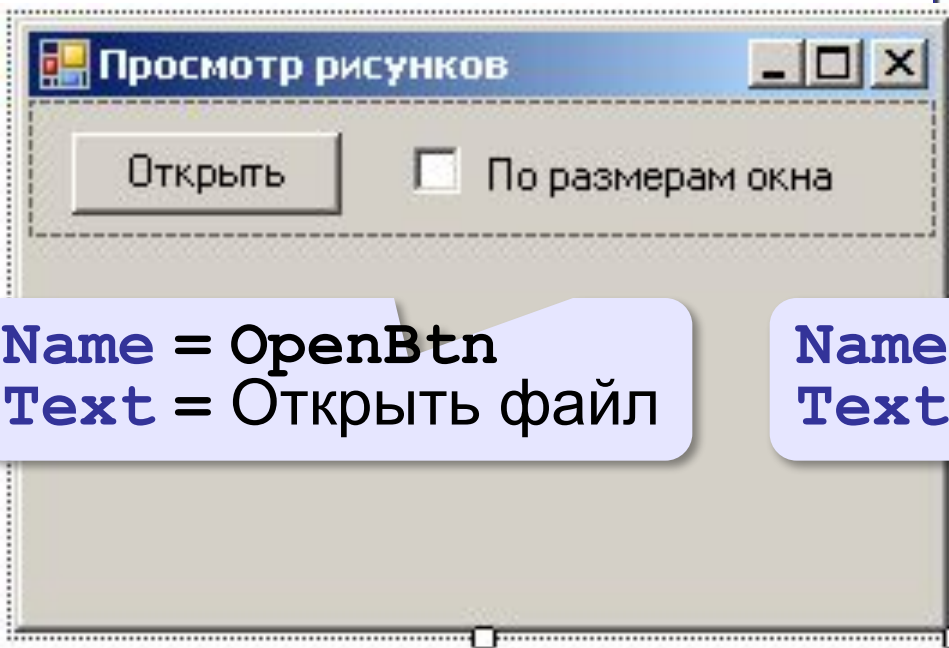 Просмотр рисунков
Открыть
По размерам окна
Name = OpenBtn
Text = Открыть файл
Name
Text